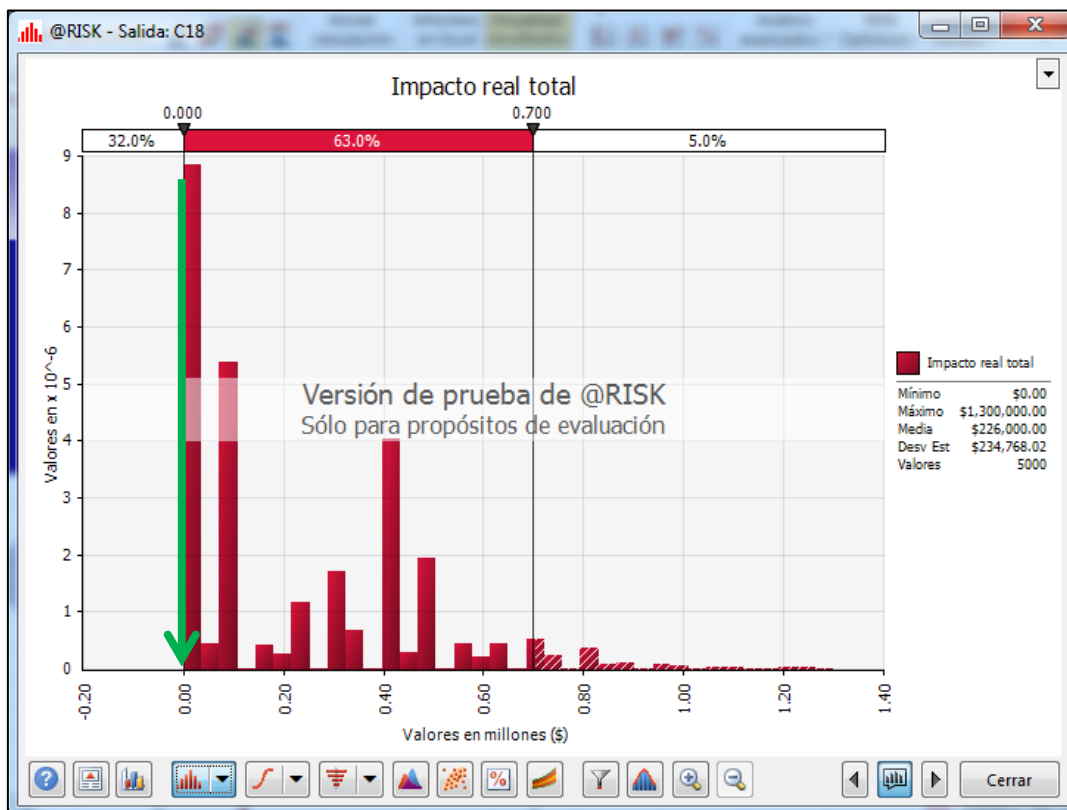 @RISK - Salida: C18
Impacto real total
0.000
0.700
32.0%
63.0%
5.0%
9
8
7
6
5
4
3
2
1
0
Valores en x 10^-6
Versión de prueba de @RISK
Sólo para propósitos de evaluación
-0.20
0.00
0.20
0.40
0.60
0.80
1.00
1.20
1.40
Valores en millones ($)
Impacto real total
Mínimo $0.00
Máximo $1,300,000.00
Media $226,000.00
Desv Est $234,768.02
Valores 5000
Cerrar